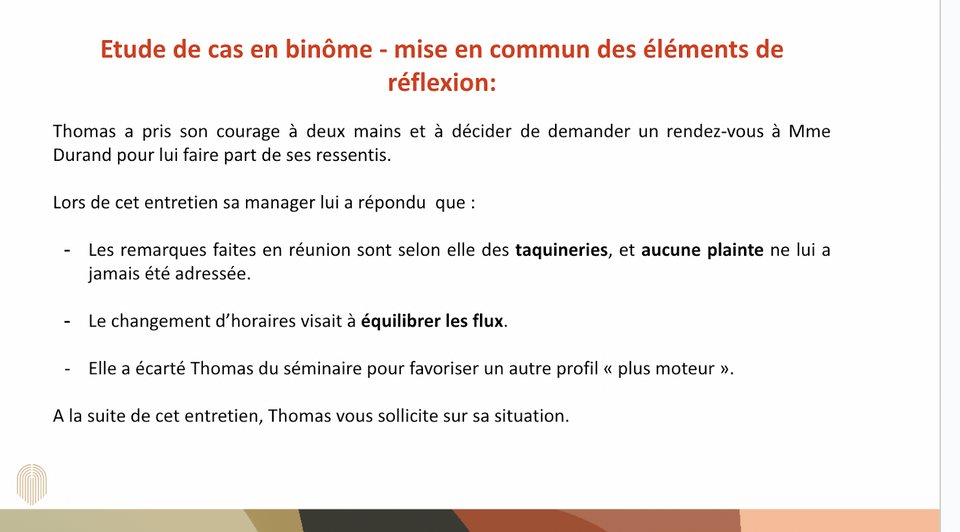 Etude de cas en binôme - mise en commun des éléments de
réflexion:
Thomas a pris son courage à deux mains et à décider de demander un rendez-vous à Mme
Durand pour lui faire part de ses ressentis.
Lors de cet entretien sa manager lui a répondu  que :
- Les remarques faites en réunion sont selon elle des taquineries, et aucune plainte ne lui a
jamais été adressée.
- Le changement d’horaires visait à équilibrer les flux.
- Elle a écarté Thomas du séminaire pour favoriser un autre profil « plus moteur ».
A la suite de cet entretien, Thomas vous sollicite sur sa situation.